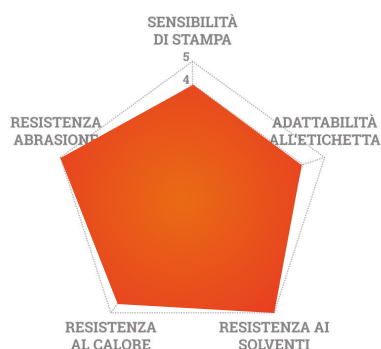 SENSIBILITÀ
DI STAMPA
5
4
RESISTENZA
ABRASIONE
ADATTABILITÀ
ALL'ETICHETTA
RESISTENZA
AL CALORE
RESISTENZA AI
SOLVENTI